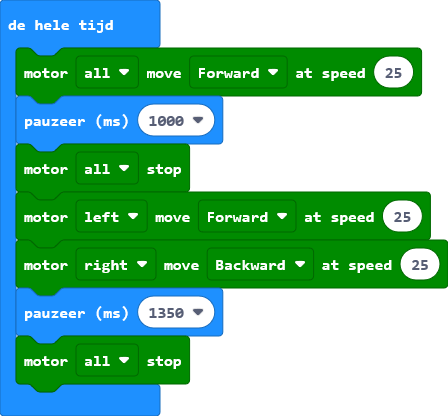 de hele tijd
motor all move Forward at speed 25
pauzeer (ms) 1000
motor all stop
motor left move Forward at speed 25
motor right move Backward at speed 25
pauzeer (ms) 1350
motor all stop